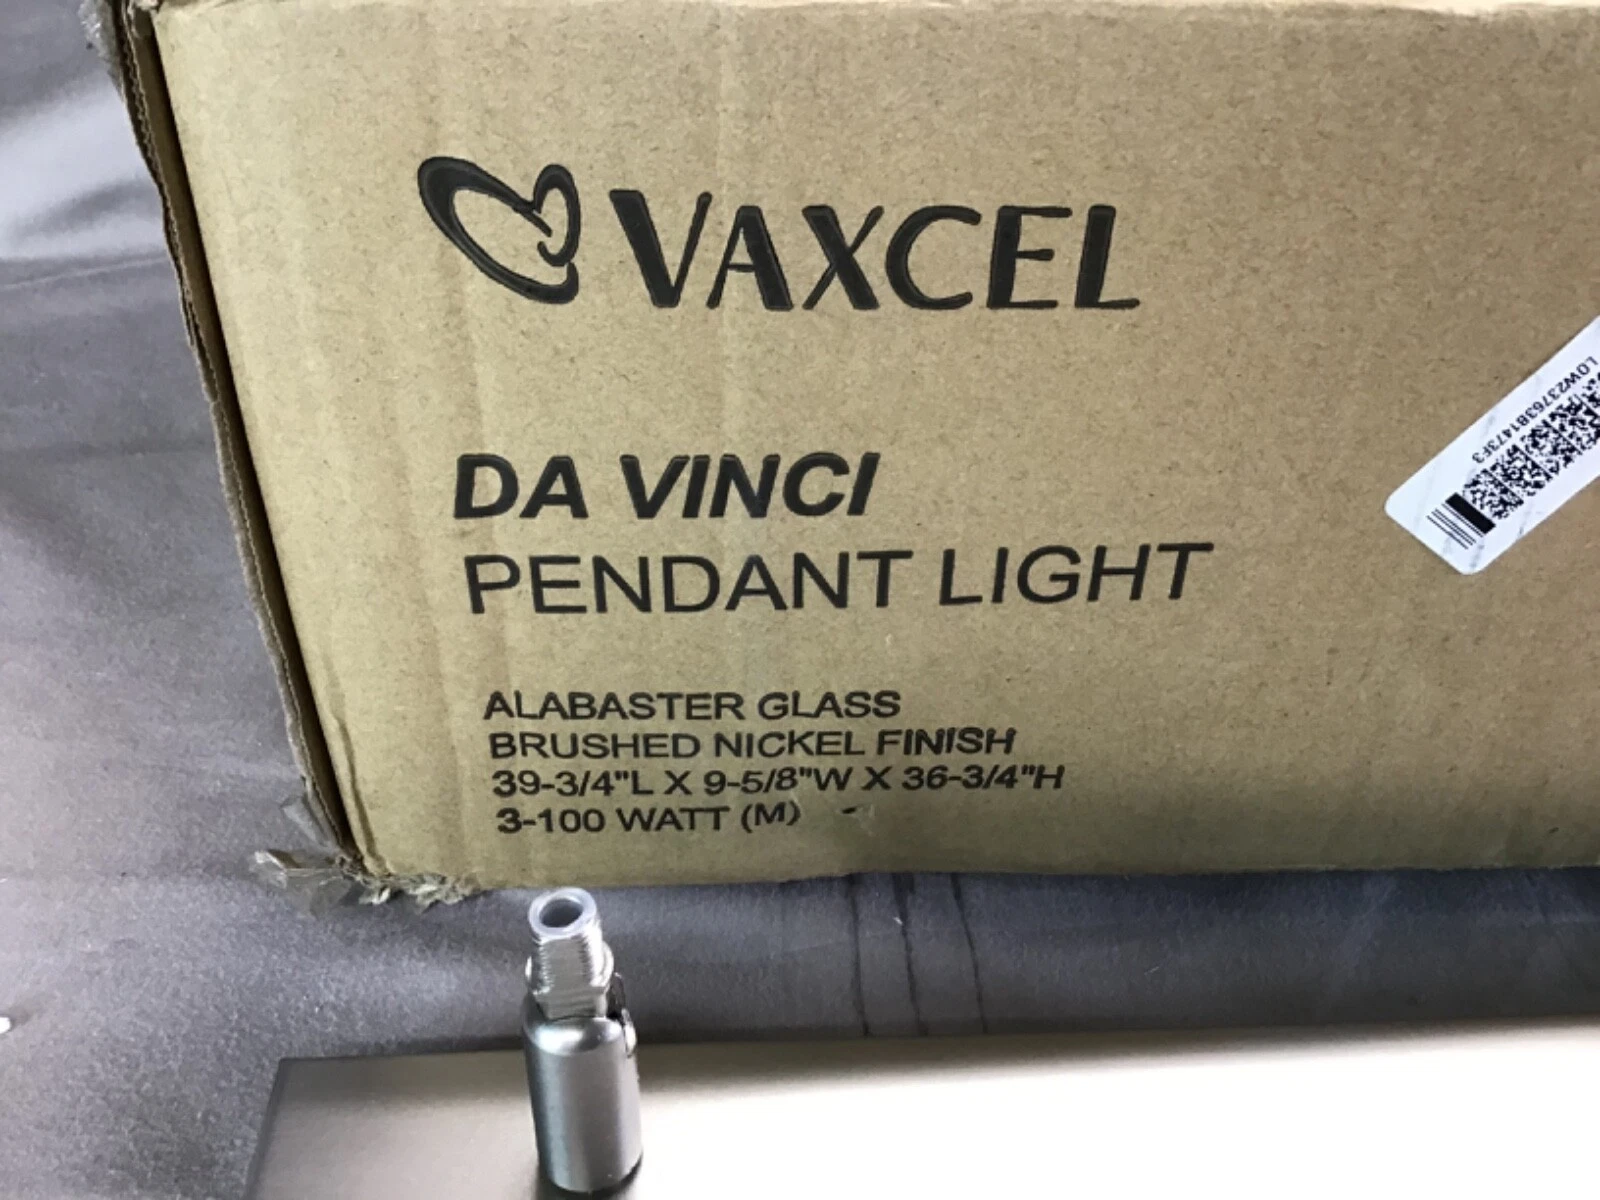 VAXCEL
DA VINCI
PENDANT LIGHT
ALABASTER GLASS
BRUSHED NICKEL FINISH
39-3/4"L X 9-5/8"W X 36-3/4"H
3-100 WATT (M)
LOW2376381473F3